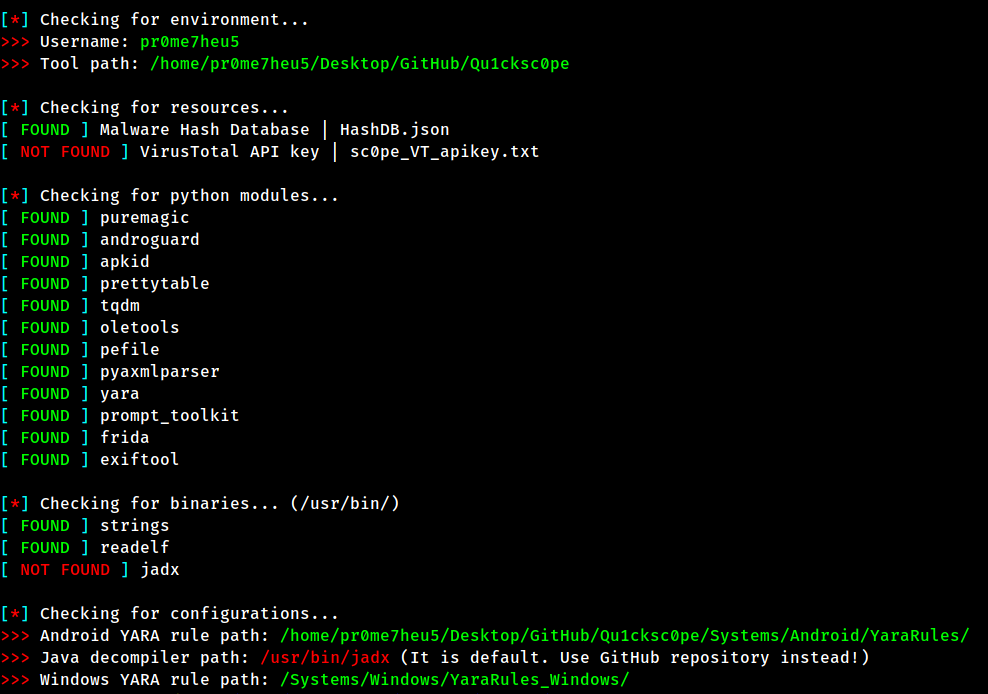 [*] Checking for environment...
>>> Username: pr0me7heu5
>>> Tool path: /home/pr0me7heu5/Desktop/GitHub/Qu1cksc0pe
[*] Checking for resources...
[ FOUND ] Malware Hash Database | HashDB.json
[ NOT FOUND ] VirusTotal API key | sc0pe_VT_apikey.txt
[*] Checking for python modules...
[ FOUND ] puremagic
[ FOUND ] androguard
[ FOUND ] apkid
[ FOUND ] prettytable
[ FOUND ] tqdm
[ FOUND ] oletools
[ FOUND ] pefile
[ FOUND ] pyaxmlparser
[ FOUND ] yara
[ FOUND ] prompt_toolkit
[ FOUND ] frida
[ FOUND ] exiftool
[*] Checking for binaries... (/usr/bin/)
[ FOUND ] strings
[ FOUND ] readelf
[ NOT FOUND ] jadx
[*] Checking for configurations...
>>> Android YARA rule path: /home/pr0me7heu5/Desktop/GitHub/Qu1cksc0pe/Systems/Android/YaraRules/
>>> Java decompiler path: /usr/bin/jadx (It is default. Use GitHub repository instead!)
>>> Windows YARA rule path: /Systems/Windows/YaraRules_Windows/